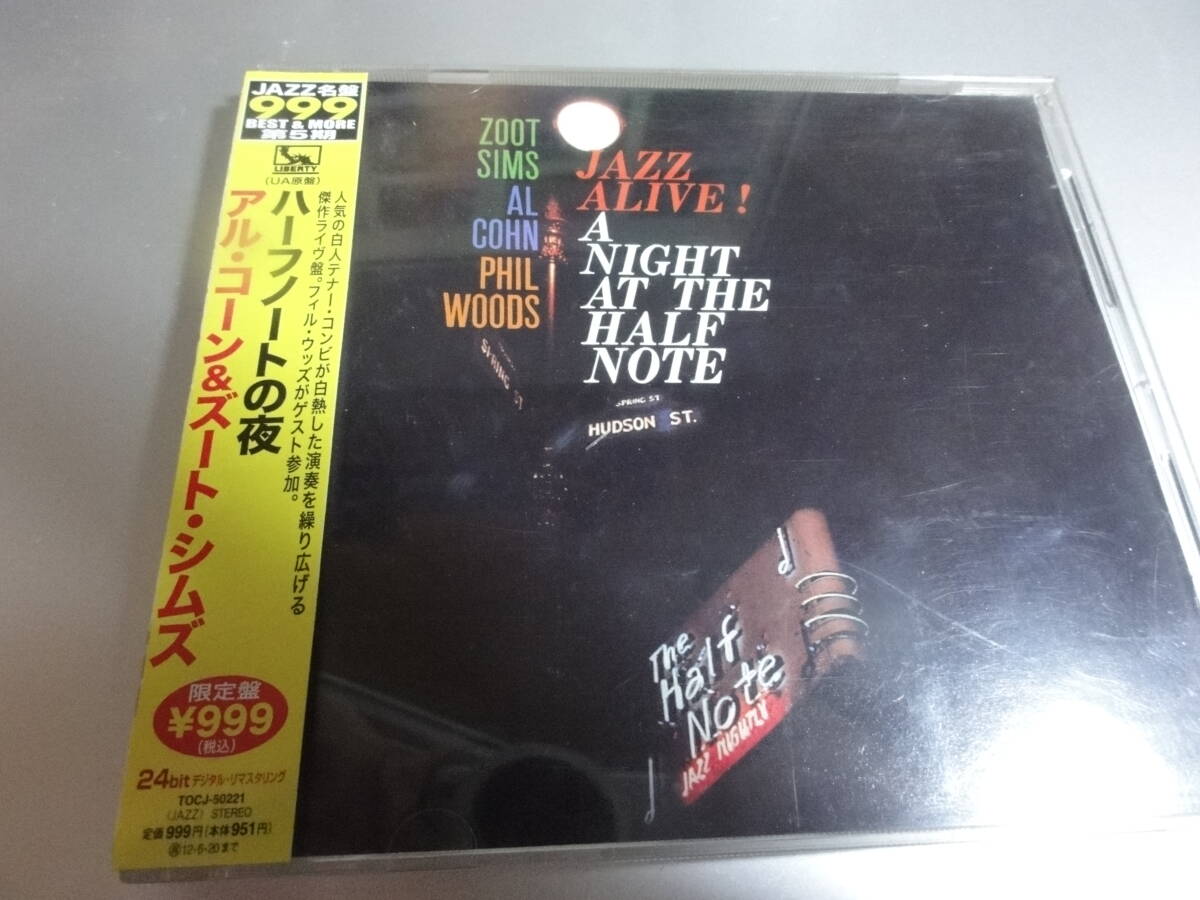 JAZZ名盤
999
BEST & MORE
第5期
LIBERTY
(UA原盤)
人気の白人テナー・コンビが白熱した演奏を繰り広げる
傑作ライヴ盤。フィル・ウッズがゲスト参加。
ハーフノートの夜
アル・コーン&ズート・シムズ
限定盤
¥999
(税込)
24bitデジタル・リマスタリング
TOCJ-50221
(JAZZ) STEREO
定価999円(本体951円)
12-6-20まで
ZOOT
SIMS
AL
COHN
PHIL
WOODS
JAZZ
ALIVE!
A
NIGHT
AT THE
HALF
NOTE
SPRING ST
SPRING ST
HUDSON ST.
The
Half
Note
JAZZ NIGHTLY